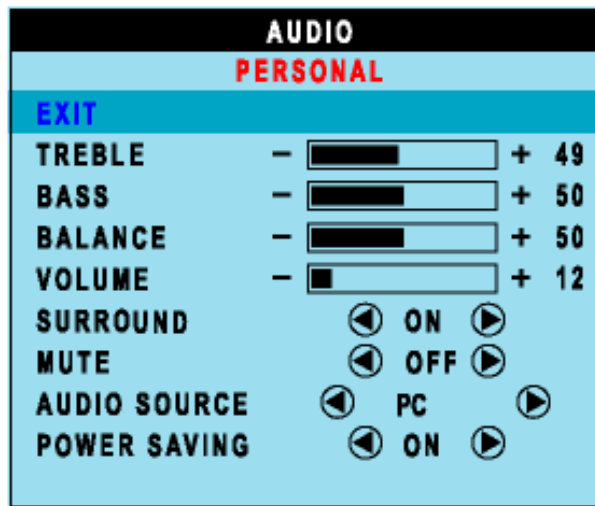 AUDIO
PERSONAL
EXIT
TREBLE - + 49
BASS - + 50
BALANCE - + 50
VOLUME - + 12
SURROUND ON
MUTE OFF
AUDIO SOURCE PC
POWER SAVING ON